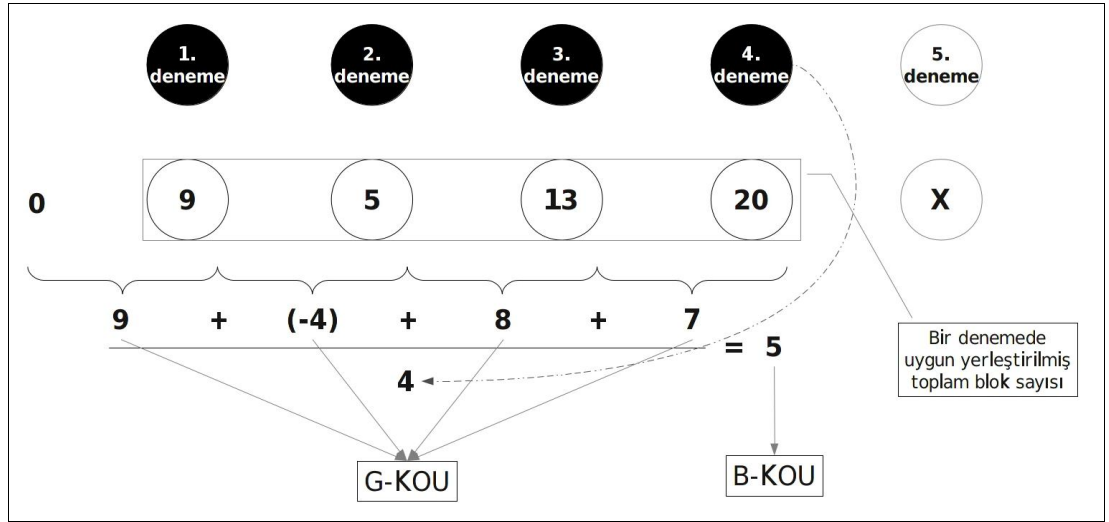 1.
deneme
2.
deneme
3.
deneme
4.
deneme
5.
deneme
0
9
5
13
20
X
9 + (-4) + 8 + 7
= 5
4
Bir denemede
uygun yerleştirilmiş
toplam blok sayısı
G-KOU
B-KOU